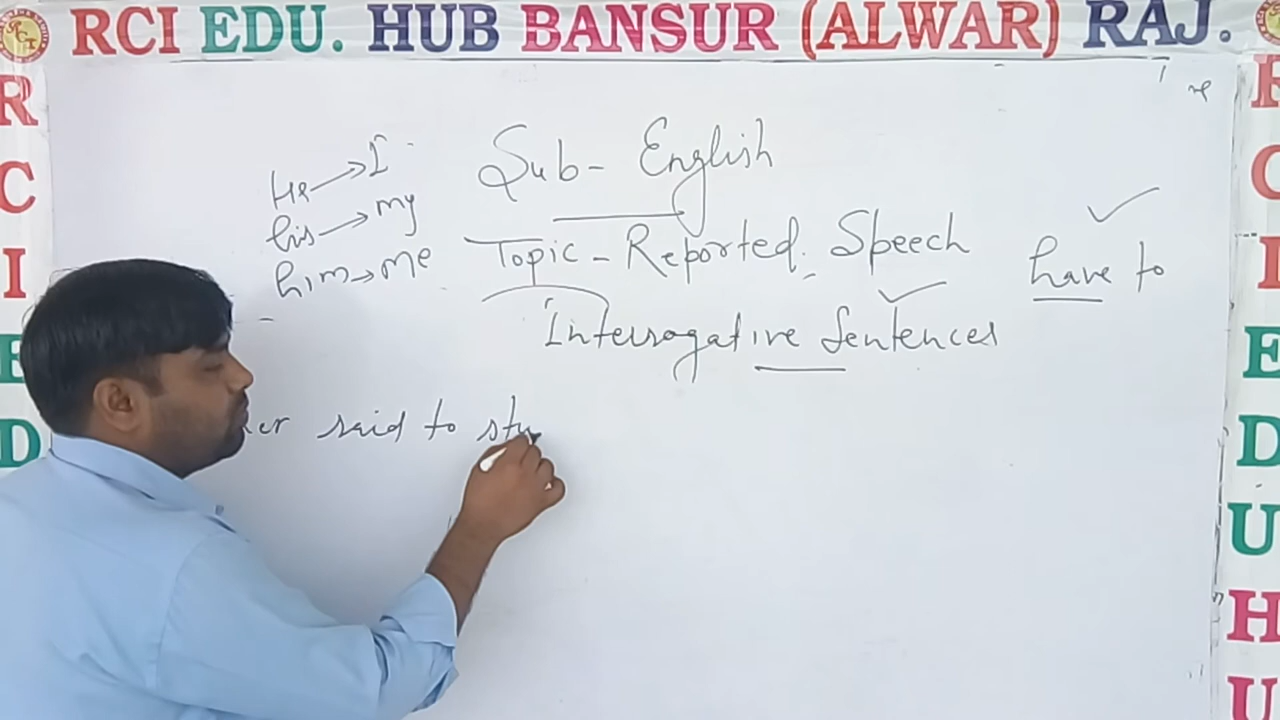 RCI EDU. HUB BANSUR (ALWAR) RAJ.
R
C
I
E
D
R
C
I
E
D
U
H
U
He → I
his → my
him → me
Sub - English
Topic - Reported Speech
Interrogative Sentences
have to
said to stu